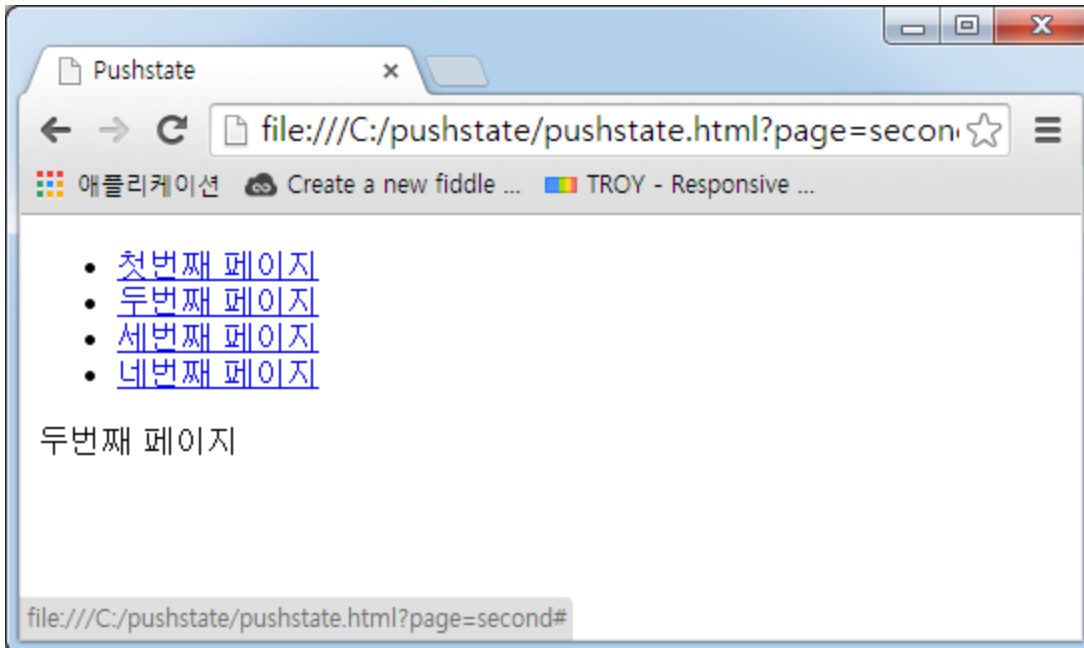 Pushstate
file:///C:/pushstate/pushstate.html?page=secon
애플리케이션 Create a new fiddle ... TROY - Responsive ...
첫번째 페이지
두번째 페이지
세번째 페이지
네번째 페이지
두번째 페이지
file:///C:/pushstate/pushstate.html?page=second#